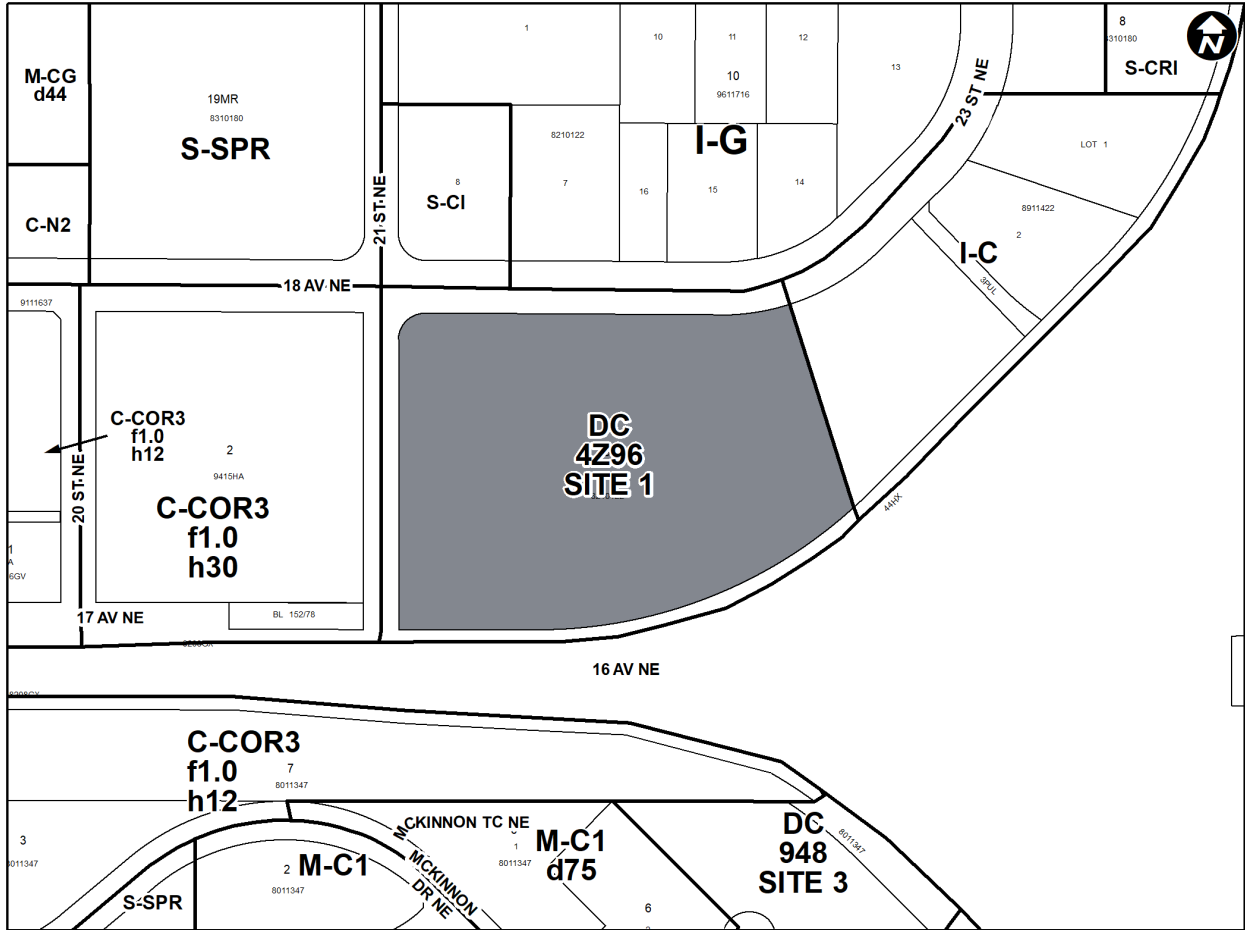 M-CG
d44
19MR
8310180
S-SPR
C-N2
1
10
11
12
10
9611716
13
I-G
8210122
7
16
15
14
8
S-CI
21 ST NE
23 ST NE
8
8310180
S-CRI
N
LOT 1
8911422
2
I-C
3PUL
18 AV NE
9111637
C-COR3
f1.0
h12
20 ST NE
2
9415HA
C-COR3
f1.0
h30
DC
4Z96
SITE 1
44HX
1
A
6GV
17 AV NE
BL 152/78
16 AV NE
C-COR3
f1.0
h12
7
8011347
3
8011347
MCKINNON TC NE
1
8011347
M-C1
d75
DC
948
SITE 3
8011347
2
8011347
M-C1
MCKINNON
DR NE
S-SPR
6